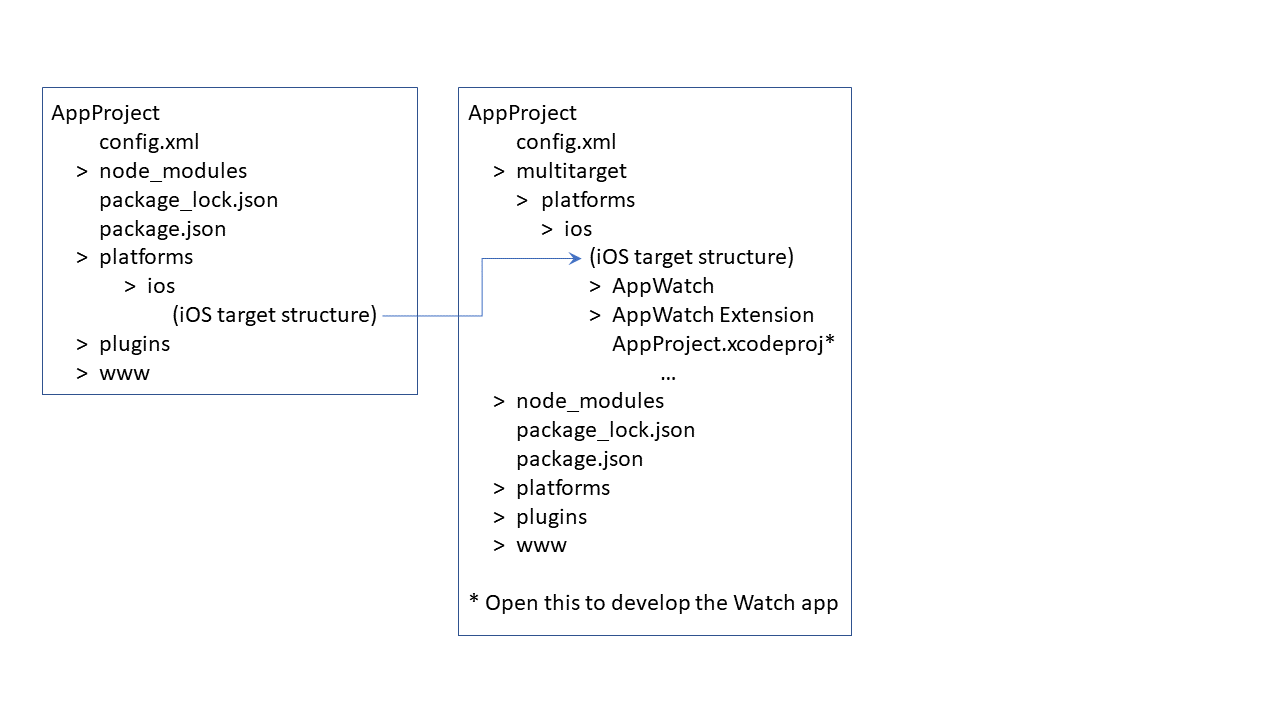 AppProject
config.xml
> node_modules
package_lock.json
package.json
> platforms
> ios
(iOS target structure)
> plugins
> www
AppProject
config.xml
> multitarget
> platforms
> ios
(iOS target structure)
> AppWatch
> AppWatch Extension
AppProject.xcodeproj*
...
> node_modules
package_lock.json
package.json
> platforms
> plugins
> www
* Open this to develop the Watch app